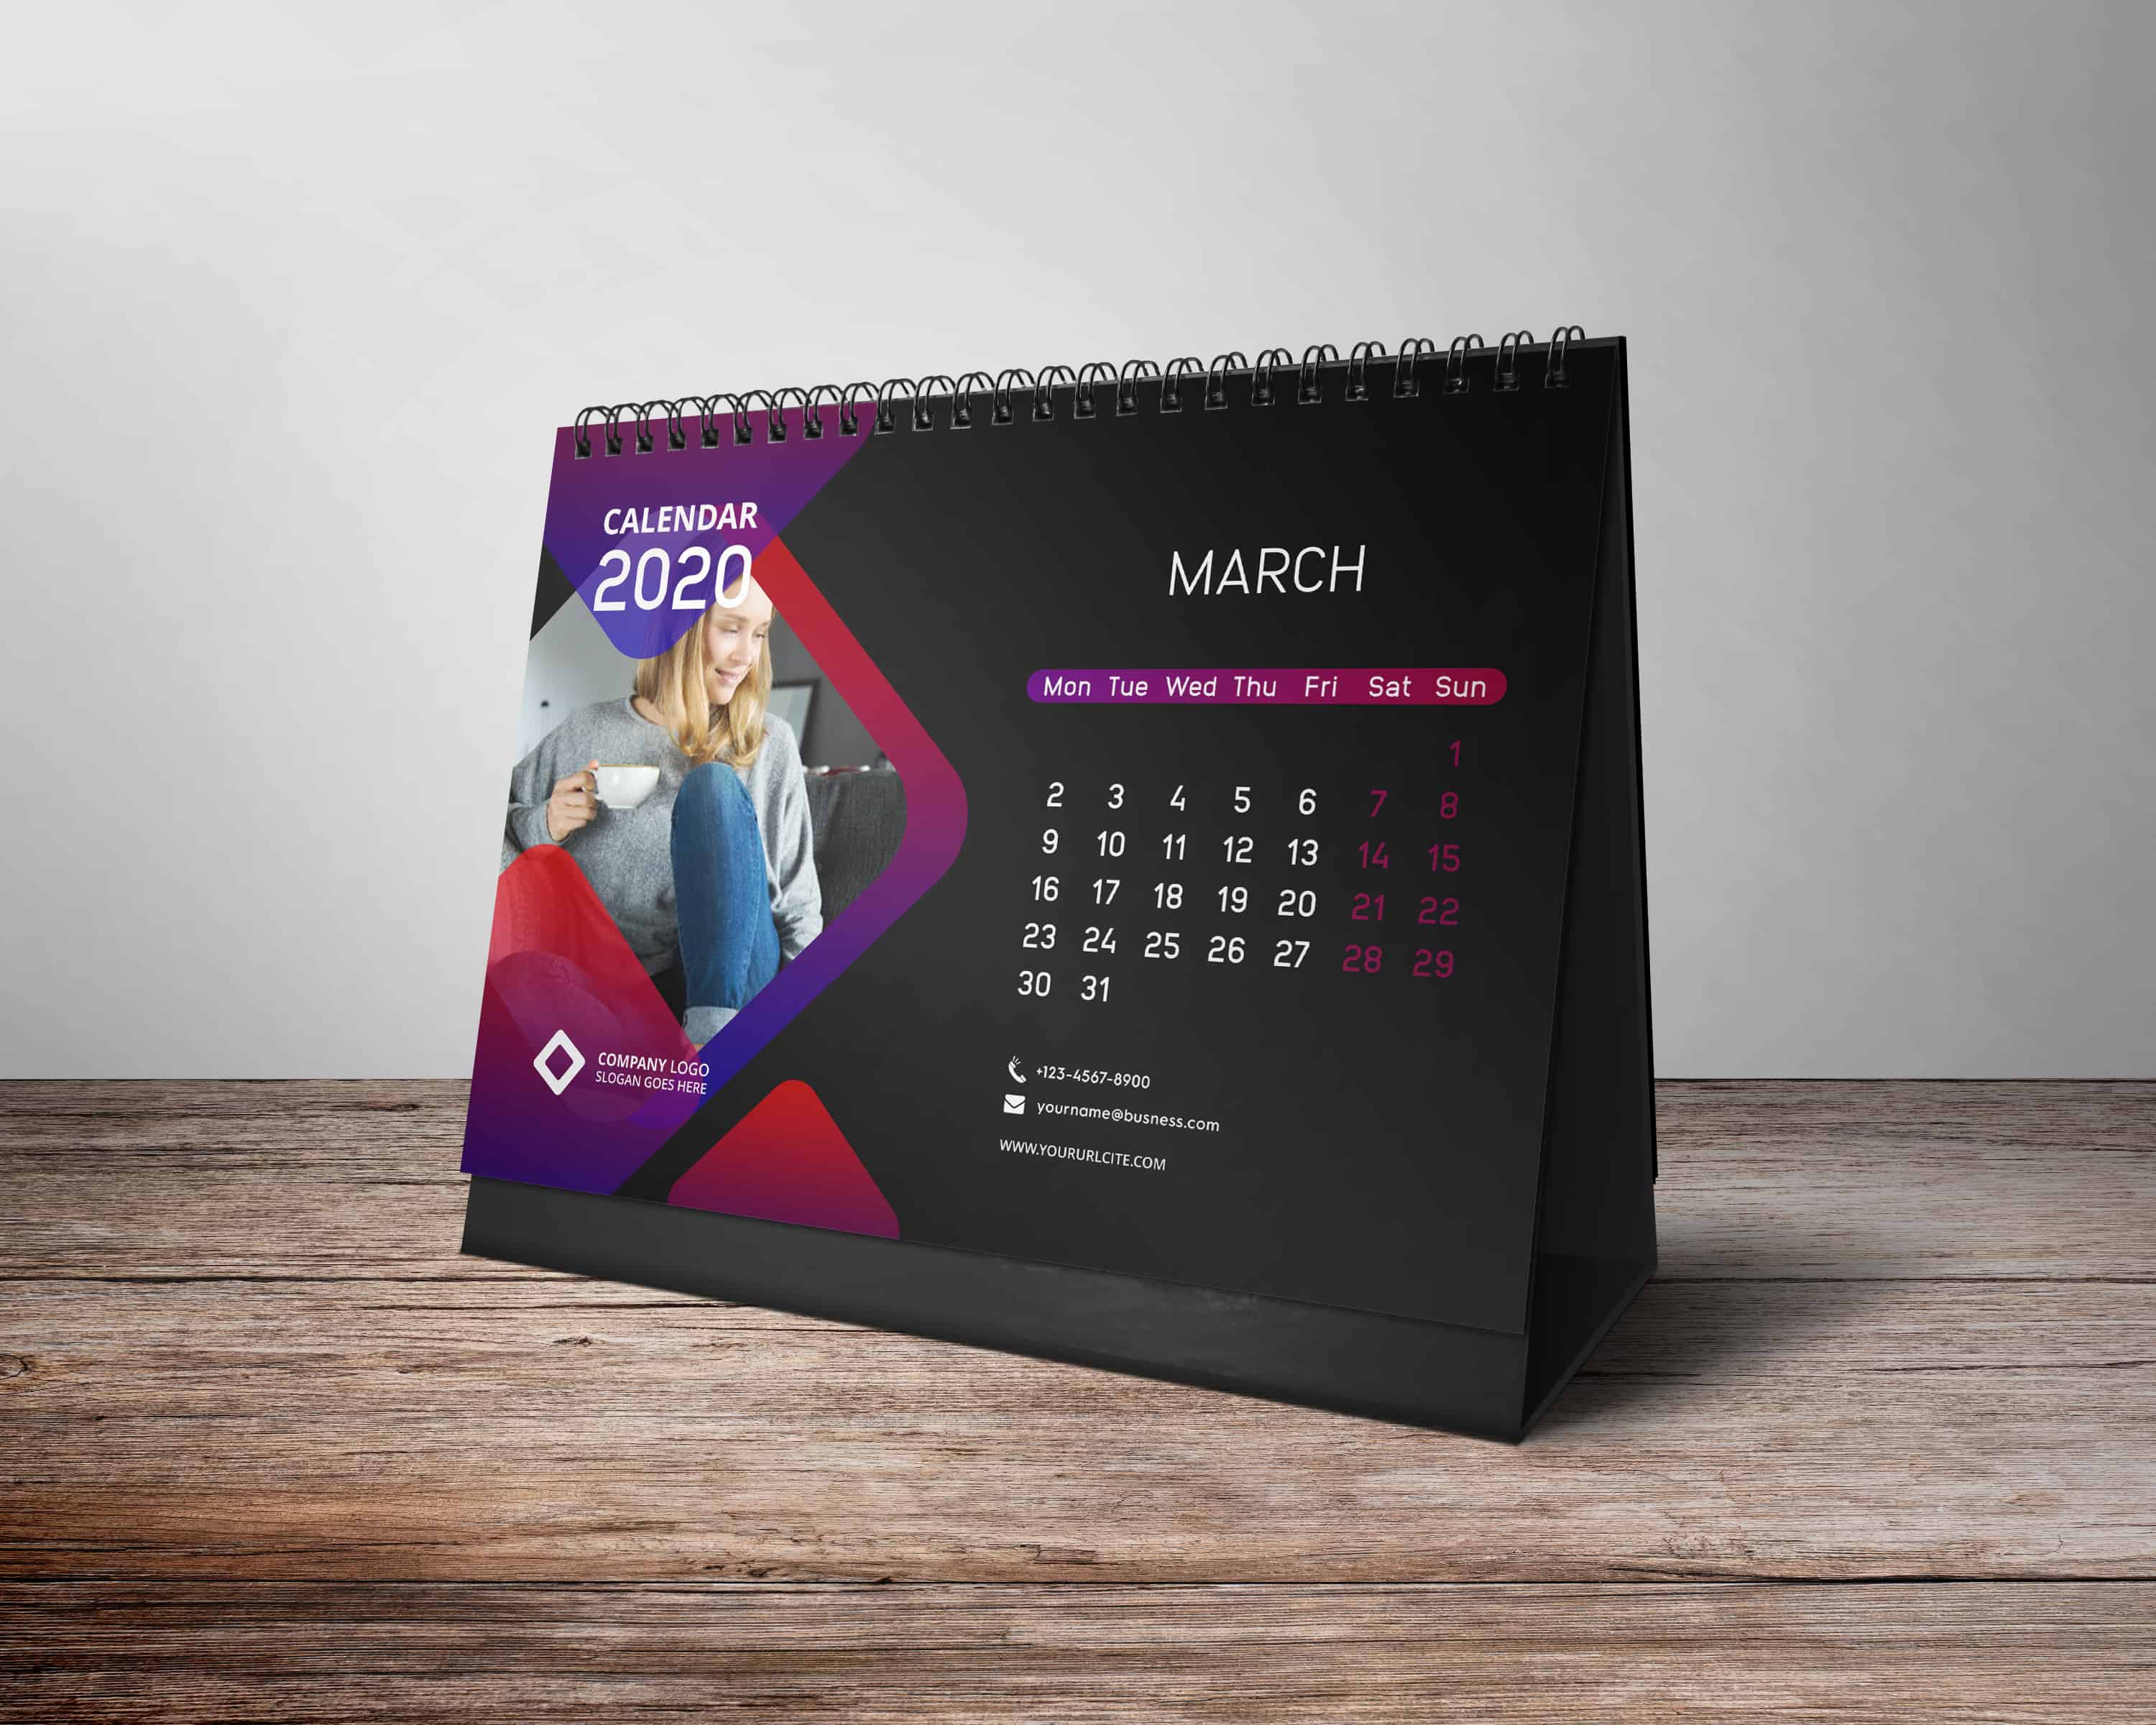 CALENDAR
2020
COMPANY LOGO
SLOGAN GOES HERE
MARCH
Mon Tue Wed Thu Fri Sat Sun
1
2 3 4 5 6 7 8
9 10 11 12 13 14 15
16 17 18 19 20 21 22
23 24 25 26 27 28 29
30 31
+123-4567-8900
yourname@busness.com
WWW.YOURURLCITE.COM